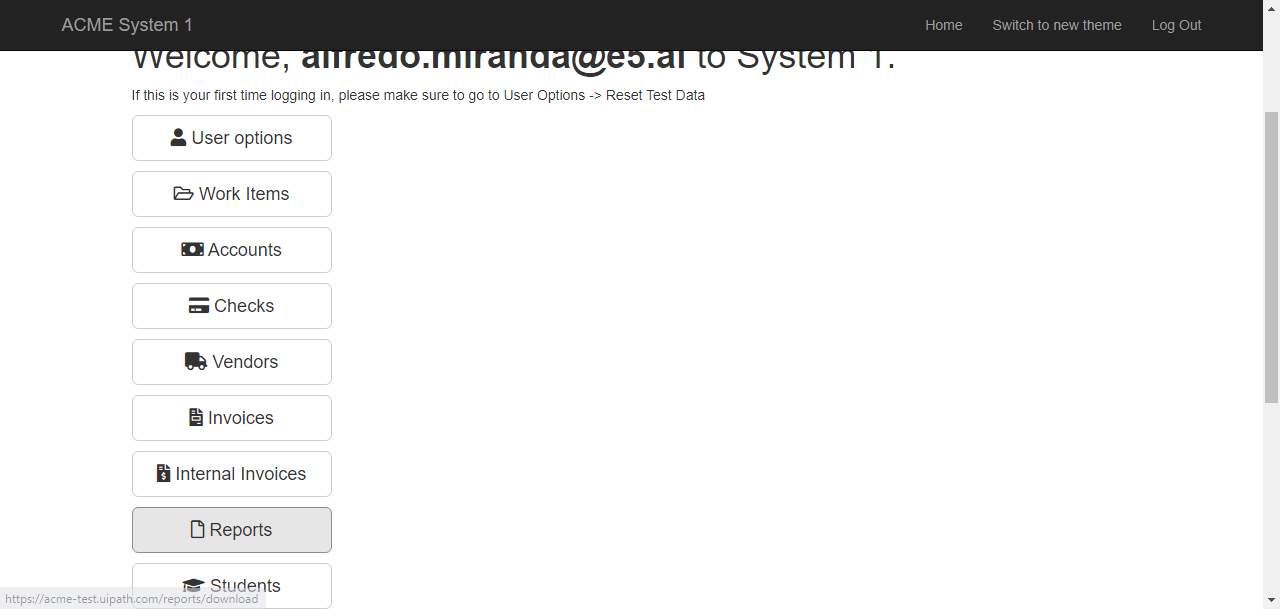 ACME System 1
Home
Switch to new theme
Log Out
Welcome, alfredo.miranda@e5.ai to System 1.
If this is your first time logging in, please make sure to go to User Options -> Reset Test Data
User options
Work Items
Accounts
Checks
Vendors
Invoices
Internal Invoices
Reports
Students
https://acme-test.uipath.com/reports/download